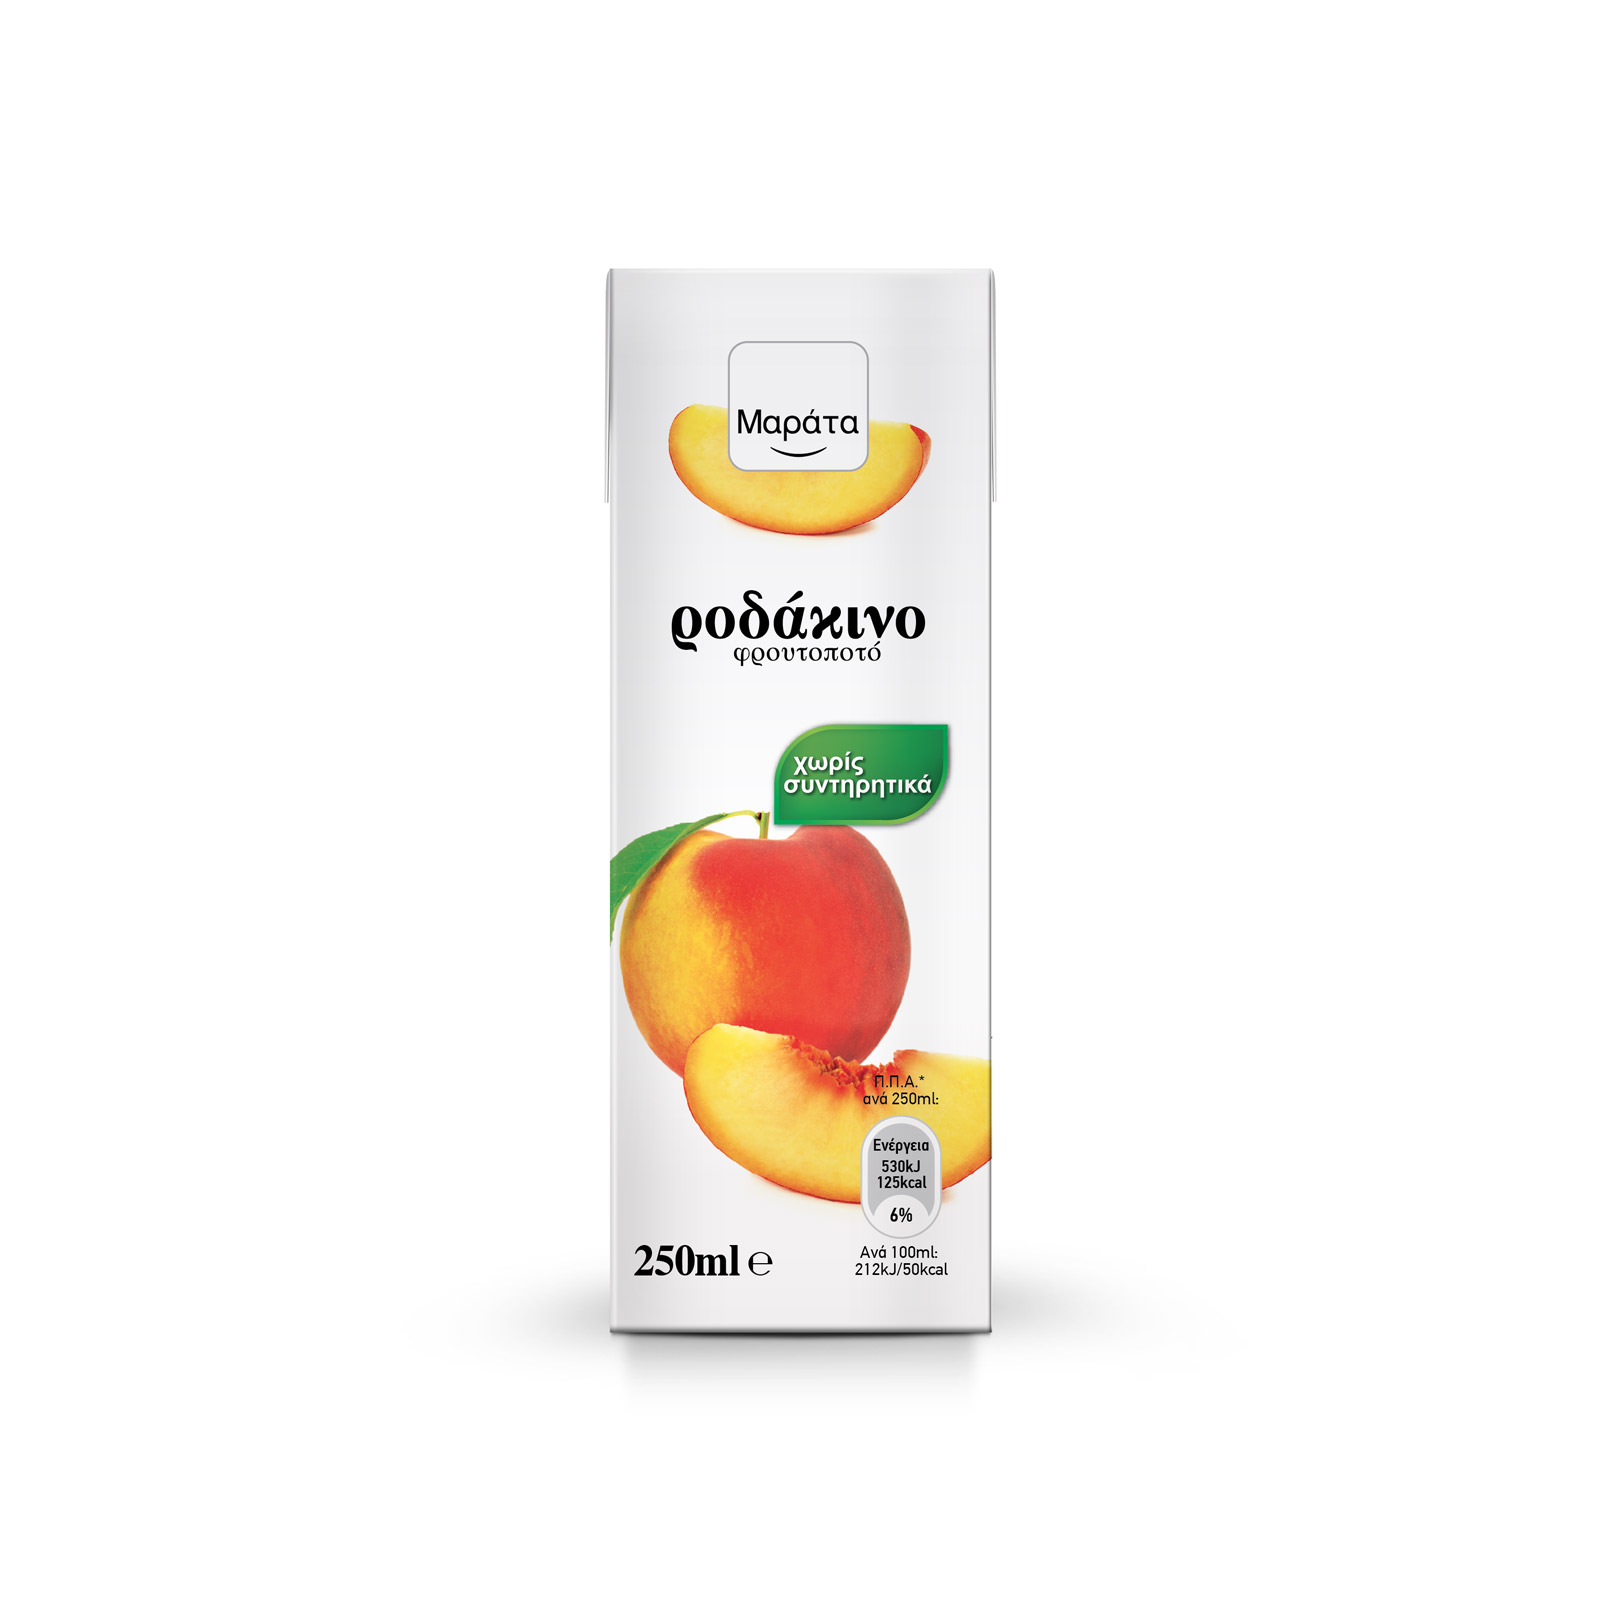 Μαράτα
ροδάκινο
φρουτοποτό
χωρίς
συντηρητικά
Π.Π.Α.*
ανά 250ml:
Ενέργεια
530kJ
125kcal
6%
250ml ℮
Ανά 100ml:
212kJ/50kcal